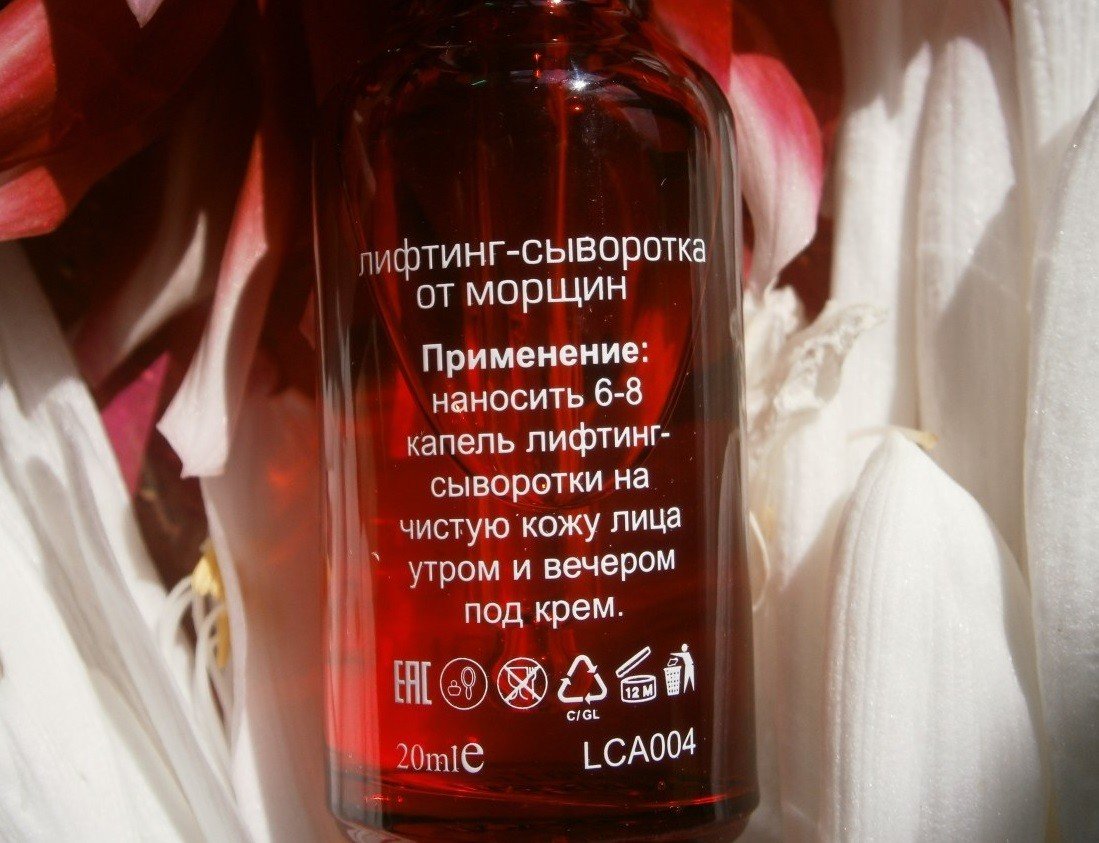 лифтинг-сыворотка
от морщин
Применение:
наносить 6-8
капель лифтинг-
сыворотки на
чистую кожу лица
утром и вечером
под крем.
EAC
12 M
C/GL
20ml℮ LCA004